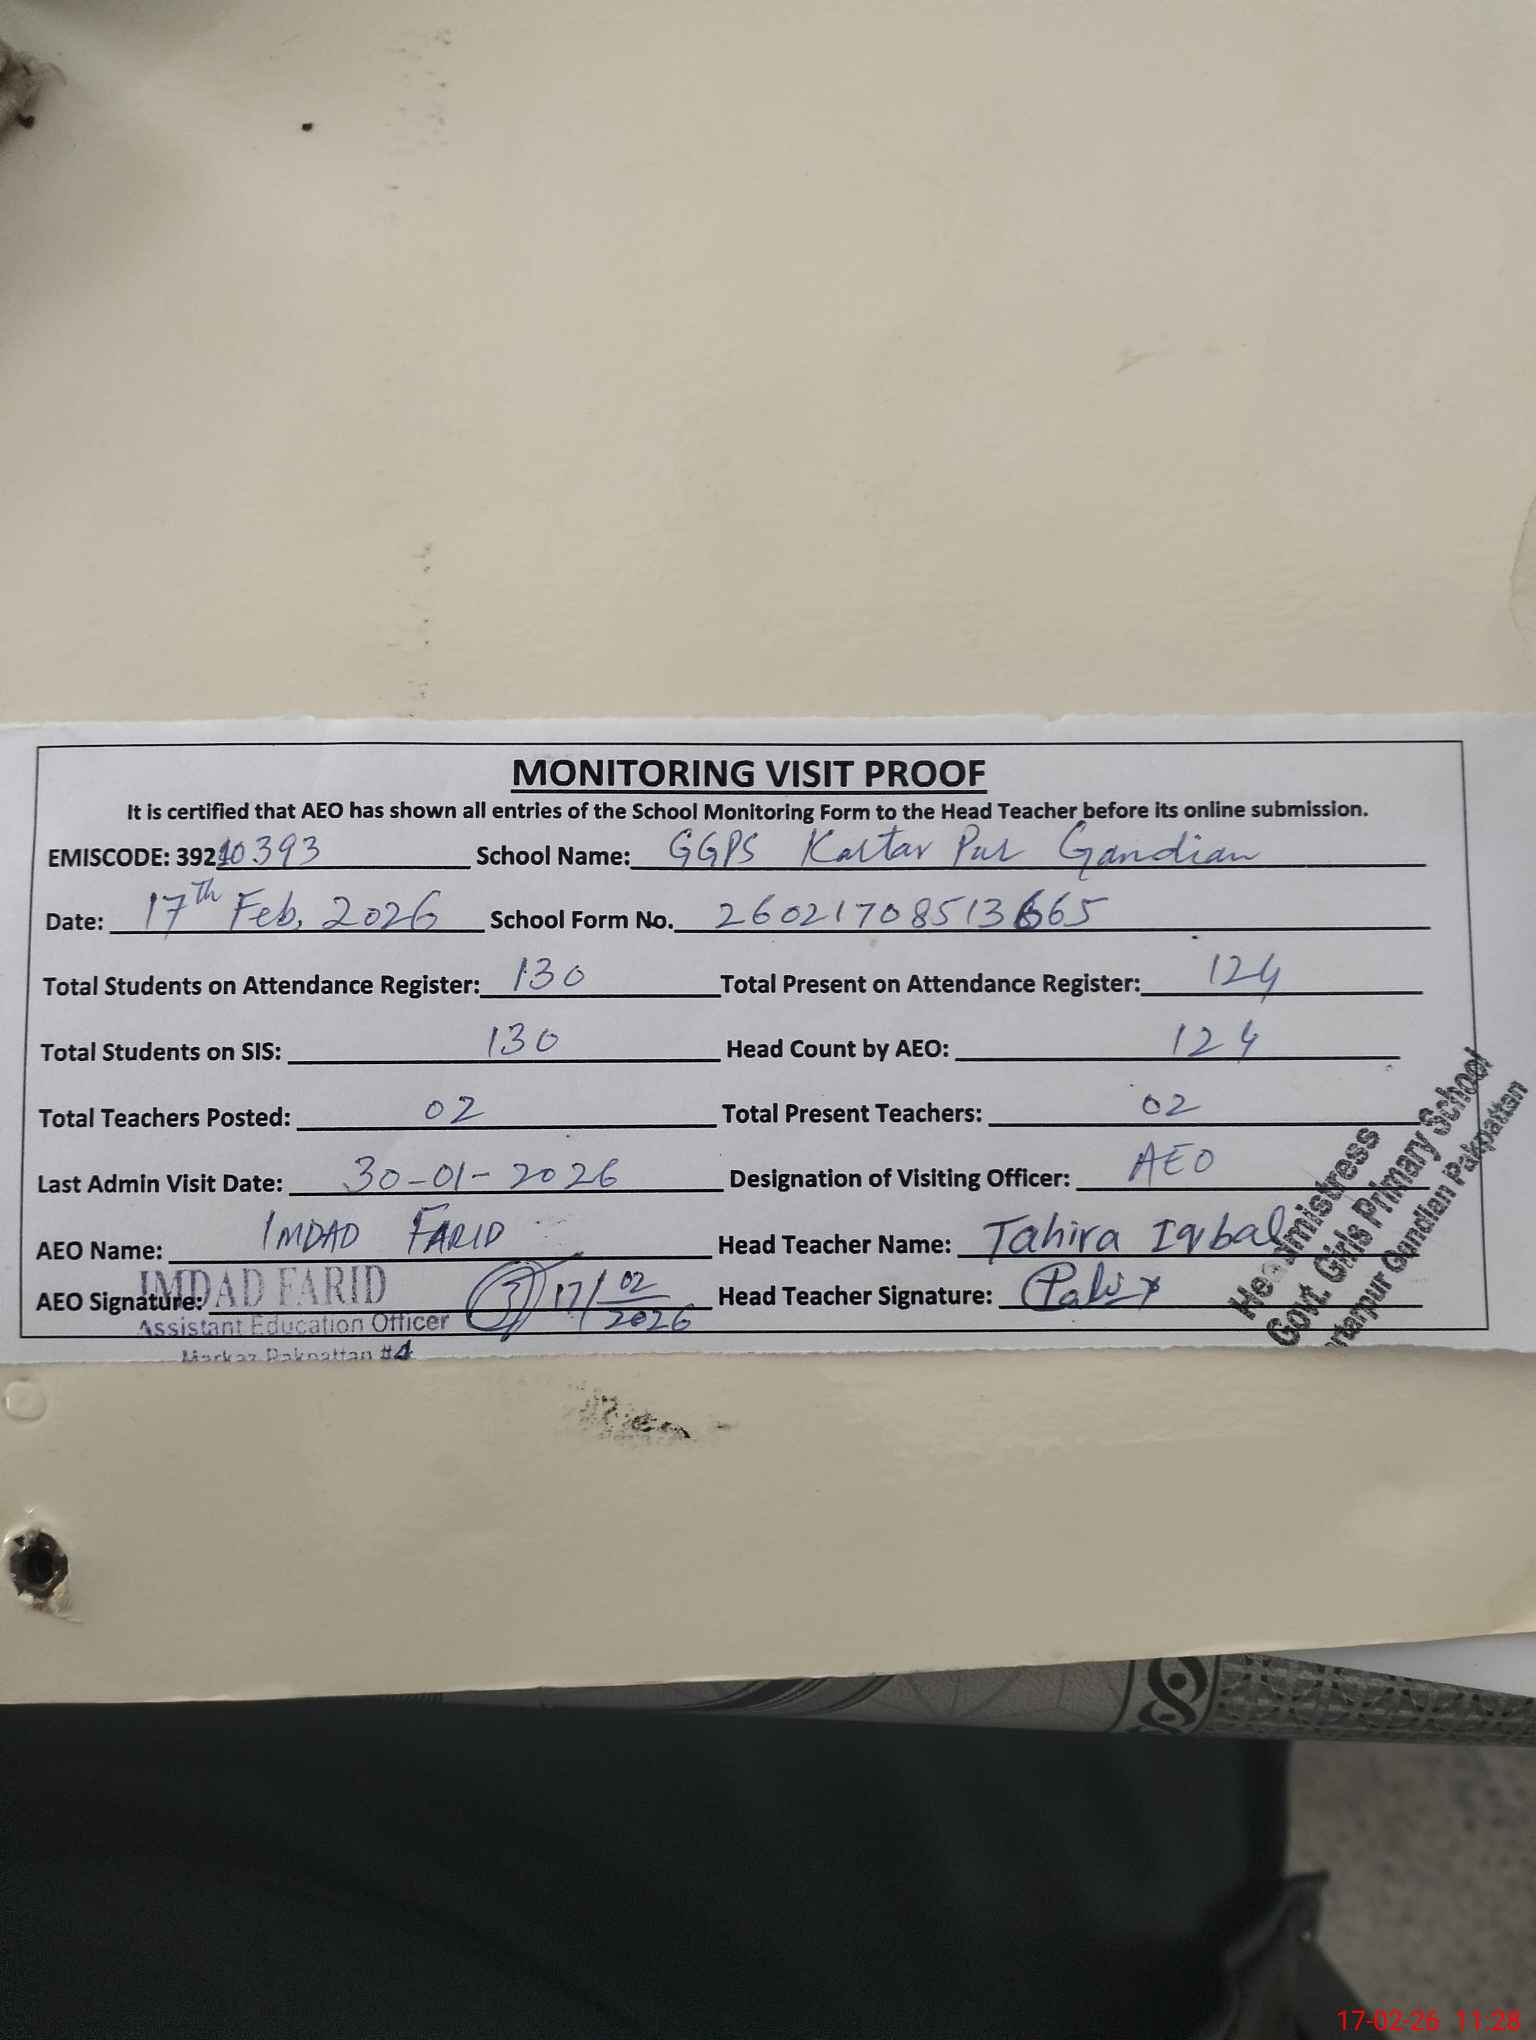 MONITORING VISIT PROOF
It is certified that AEO has shown all entries of the School Monitoring Form to the Head Teacher before its online submission.
EMISCODE: 39210393 School Name: GGPS Kartar Pur Gandian
Date: 17th Feb, 2026 School Form No. 26021708513665
Total Students on Attendance Register: 130 Total Present on Attendance Register: 124
Total Students on SIS: 130 Head Count by AEO: 124
Total Teachers Posted: 02 Total Present Teachers: 02
Last Admin Visit Date: 30-01-2026 Designation of Visiting Officer: AEO
AEO Name: IMDAD FARID Head Teacher Name: Tahira Iqbal
AEO Signature: 17/02/2026 Head Teacher Signature:
IMDAD FARID
Assistant Education Officer
Markaz Pakpattan #4
Headmistress
Govt. Girls Primary School
Gandian Pakpattan
17-02-26 11:28